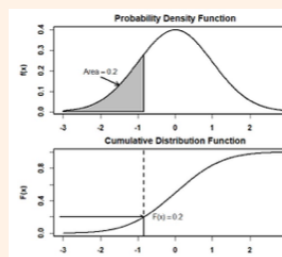 Probability Density Function
f(x)
0.4
0.3
0.2
0.1
0.0
Area = 0.2
-3 -2 -1 0 1 2
Cumulative Distribution Function
F(x)
0.8
0.4
0.0
F(x) = 0.2
-3 -2 -1 0 1 2